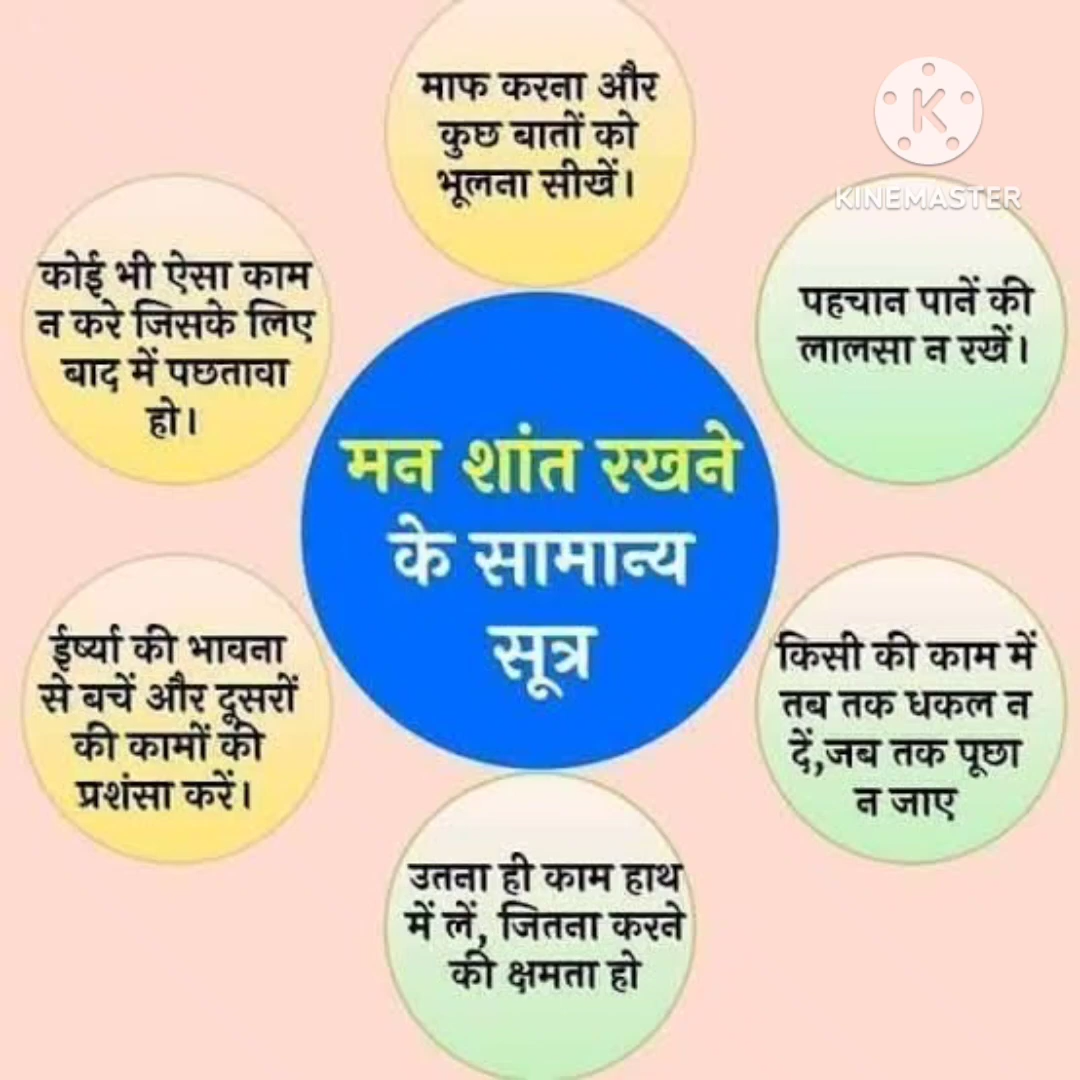 माफ करना और
कुछ बातों को
भूलना सीखें।
K
KINEMASTER
पहचान पानें की
लालसा न रखें।
कोई भी ऐसा काम
न करे जिसके लिए
बाद में पछतावा
हो।
मन शांत रखने
के सामान्य
सूत्र
किसी की काम में
तब तक धकल न
दें,जब तक पूछा
न जाए
ईर्ष्या की भावना
से बचें और दूसरों
की कामों की
प्रशंसा करें।
उतना ही काम हाथ
में लें, जितना करने
की क्षमता हो